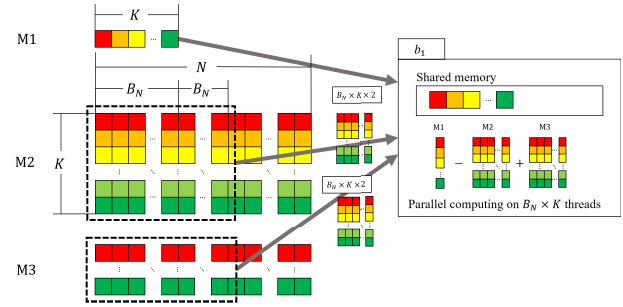 M1
K
N
B_N
B_N
M2
K
M3
B_N × K × 2
B_N × K × 2
b_1
Shared memory
M1
M2
M3
−
+
Parallel computing on B_N × K threads